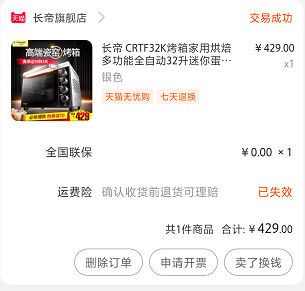 天猫 长帝旗舰店 > 交易成功
高端瓷窑烤箱
长帝 CRTF32K烤箱家用烘焙 ¥429.00
多功能全自动32升迷你蛋… x1
银色
429
天猫无忧购 七天退换
全国联保 ¥0.00 × 1
运费险 确认收货前退货可理赔 已失效
共1件商品 合计: ¥429.00
删除订单 申请开票 卖了换钱